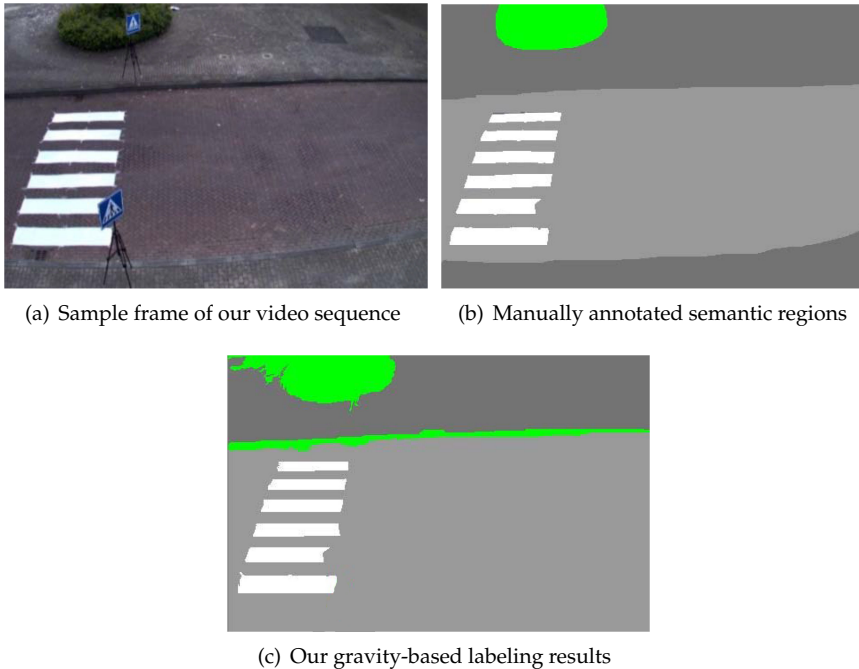 (a) Sample frame of our video sequence
(b) Manually annotated semantic regions
(c) Our gravity-based labeling results